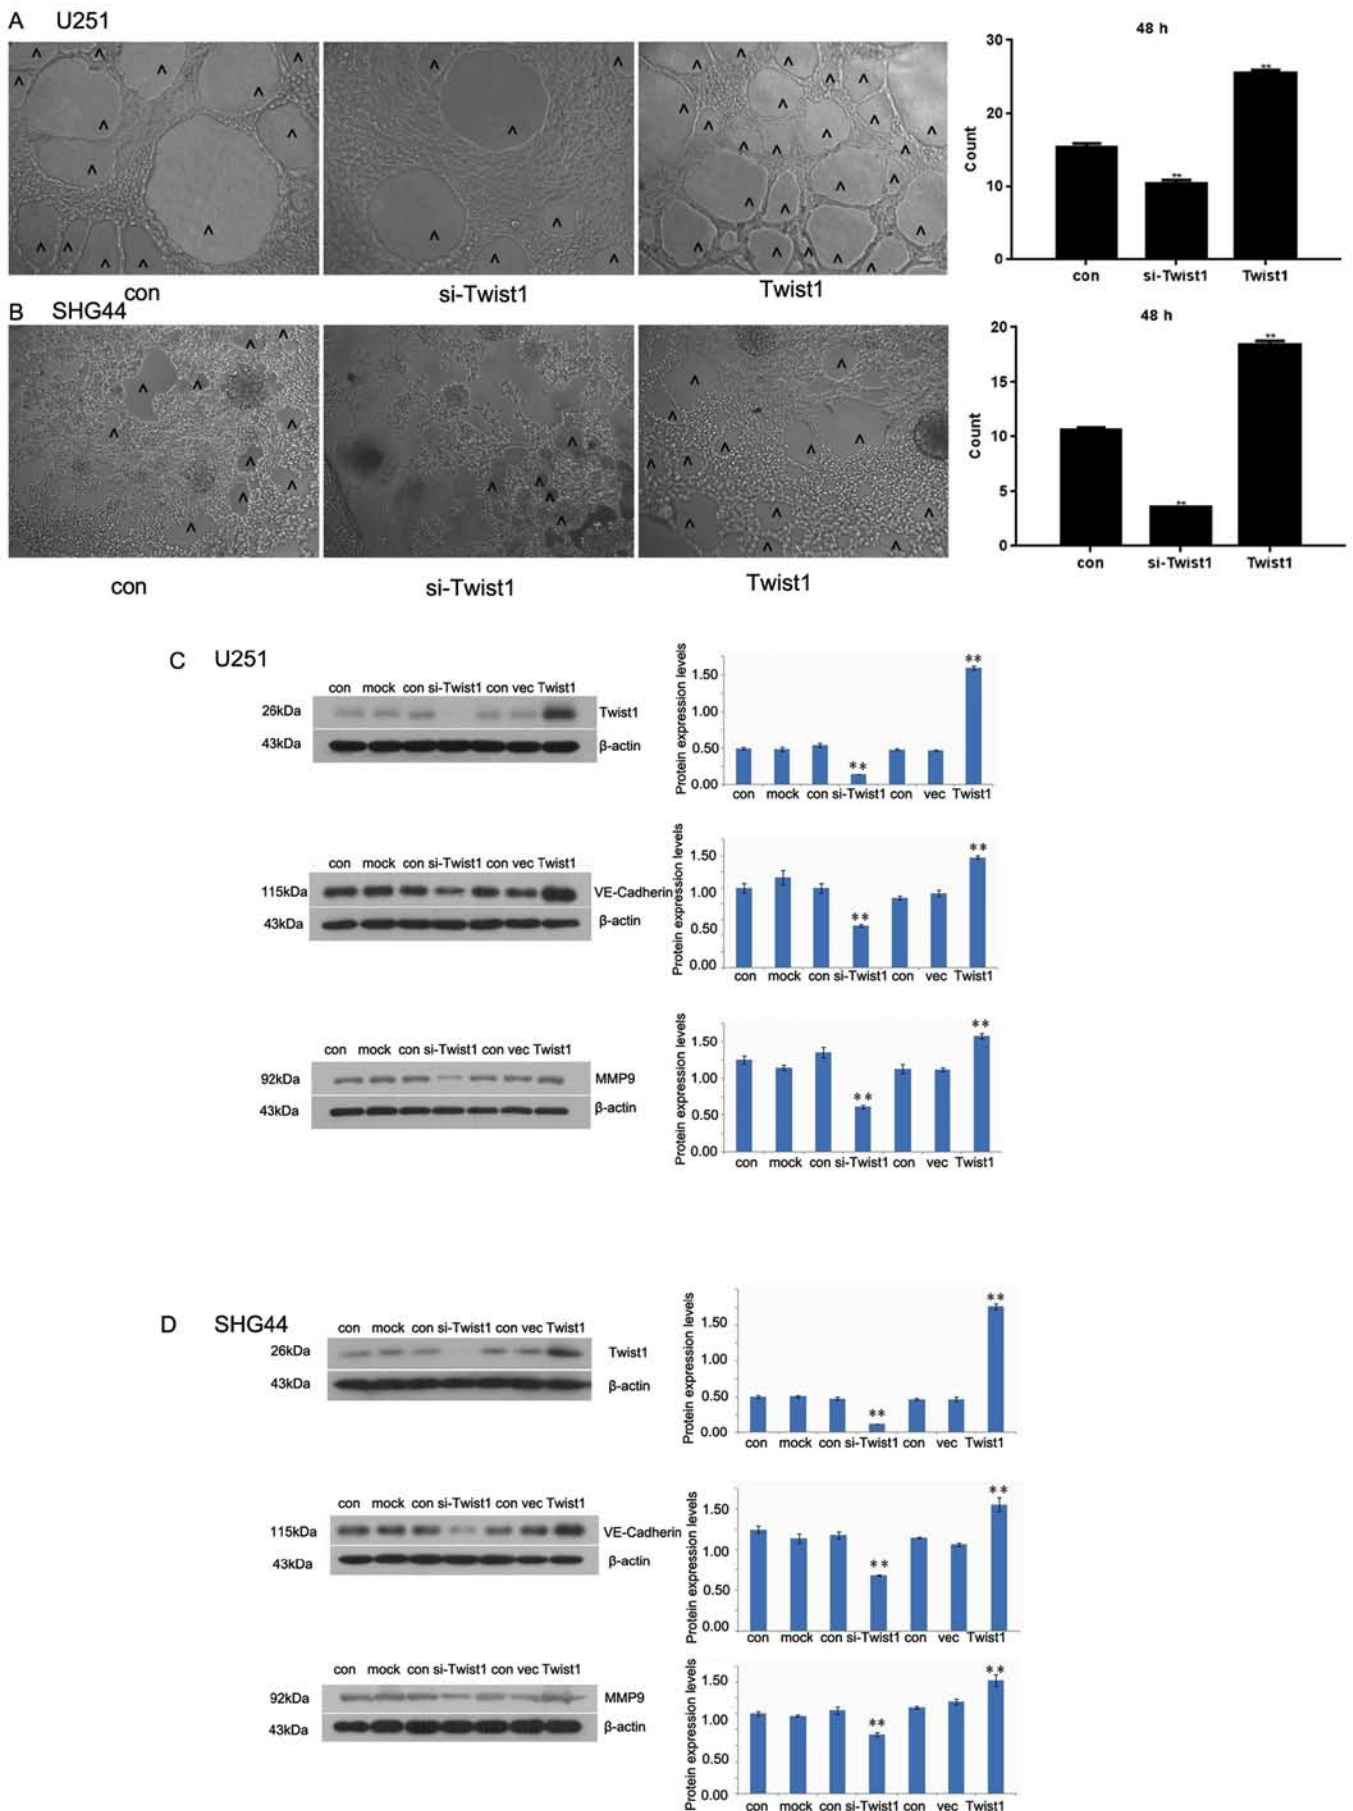 A U251
con
si-Twist1
Twist1
48 h
Count
30
20
10
0
con si-Twist1 Twist1
B SHG44
con
si-Twist1
Twist1
48 h
Count
20
15
10
5
0
con si-Twist1 Twist1
C U251
con mock con si-Twist1 con vec Twist1
26kDa Twist1
43kDa β-actin
Protein expression levels
**
1.50
1.00
0.50
**
0.00
con mock con si-Twist1 con vec Twist1
con mock con si-Twist1 con vec Twist1
115kDa VE-Cadherin
43kDa β-actin
Protein expression levels
**
1.50
1.00
**
0.50
0.00
con mock con si-Twist1 con vec Twist1
con mock con si-Twist1 con vec Twist1
92kDa MMP9
43kDa β-actin
Protein expression levels
**
1.50
1.00
**
0.50
0.00
con mock con si-Twist1 con vec Twist1
D SHG44
con mock con si-Twist1 con vec Twist1
26kDa Twist1
43kDa β-actin
Protein expression levels
**
1.50
1.00
0.50
**
0.00
con mock con si-Twist1 con vec Twist1
con mock con si-Twist1 con vec Twist1
115kDa VE-Cadherin
43kDa β-actin
Protein expression levels
**
1.50
1.00
**
0.50
0.00
con mock con si-Twist1 con vec Twist1
con mock con si-Twist1 con vec Twist1
92kDa MMP9
43kDa β-actin
Protein expression levels
**
1.50
1.00
**
0.50
0.00
con mock con si-Twist1 con vec Twist1